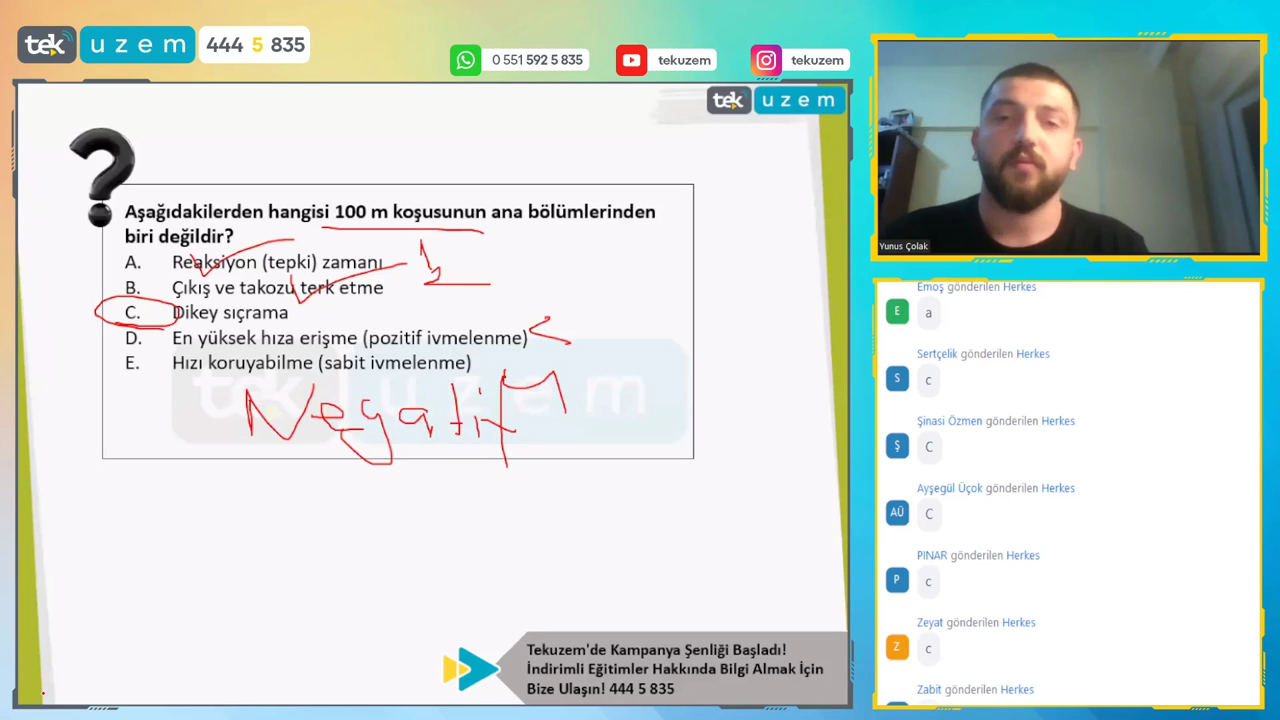 tek uzem 444 5 835
0 551 592 5 835 tekuzem tekuzem
tek uzem
Aşağıdakilerden hangisi 100 m koşusunun ana bölümlerinden
biri değildir?
A. Reaksiyon (tepki) zamanı
B. Çıkış ve takozu terk etme
C. Dikey sıçrama
D. En yüksek hıza erişme (pozitif ivmelenme)
E. Hızı koruyabilme (sabit ivmelenme)
tek uzem
Negatif
Tekuzem'de Kampanya Şenliği Başladı!
İndirimli Eğitimler Hakkında Bilgi Almak İçin
Bize Ulaşın! 444 5 835
Yunus Çolak
Emoş gönderilen Herkes
E a
Sertçelik gönderilen Herkes
S c
Şinasi Özmen gönderilen Herkes
Ş C
Ayşegül Üçok gönderilen Herkes
AÜ C
PINAR gönderilen Herkes
P c
Zeyat gönderilen Herkes
Z c
Zabit gönderilen Herkes